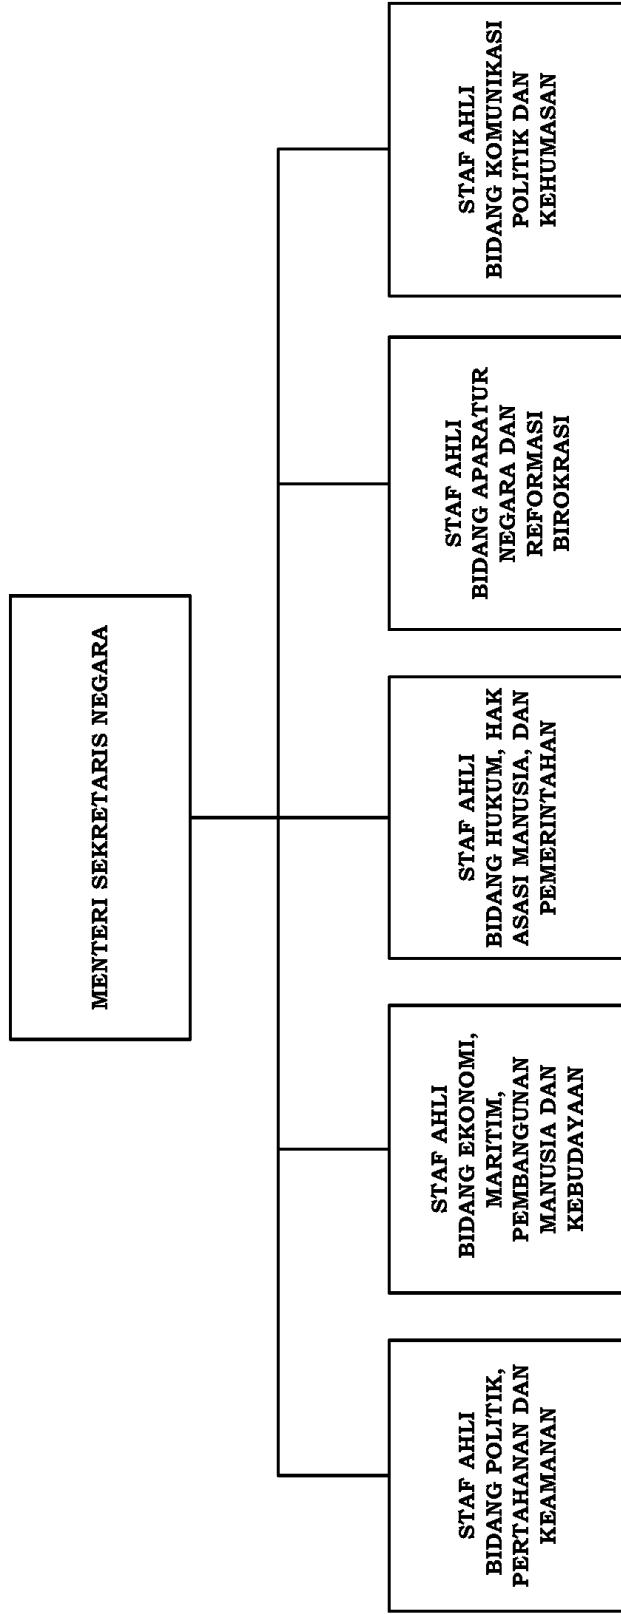 MENTERI SEKRETARIS NEGARA
STAF AHLI
BIDANG POLITIK,
PERTAHANAN DAN
KEAMANAN
STAF AHLI
BIDANG EKONOMI,
MARITIM,
PEMBANGUNAN
MANUSIA DAN
KEBUDAYAAN
STAF AHLI
BIDANG HUKUM, HAK
ASASI MANUSIA, DAN
PEMERINTAHAN
STAF AHLI
BIDANG APARATUR
NEGARA DAN
REFORMASI
BIROKRASI
STAF AHLI
BIDANG KOMUNIKASI
POLITIK DAN
KEHUMASAN